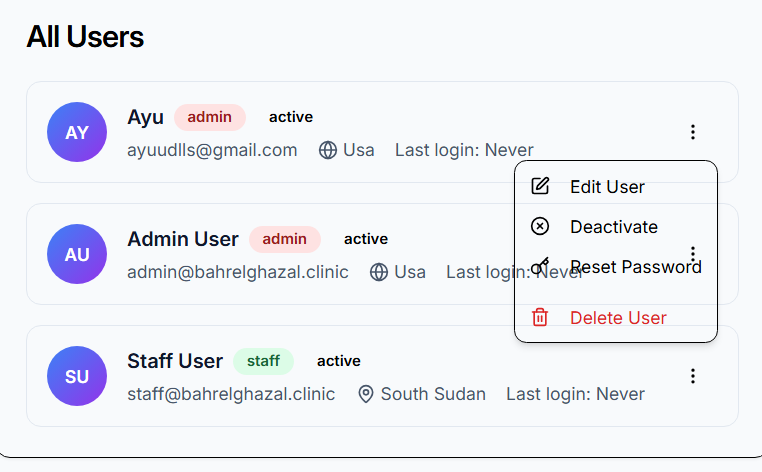 All Users
AY
Ayu admin active
ayuudlls@gmail.com Usa Last login: Never
Edit User
Deactivate
Reset Password
Delete User
AU
Admin User admin active
admin@bahrelghazal.clinic Usa Last login: Never
SU
Staff User staff active
staff@bahrelghazal.clinic South Sudan Last login: Never